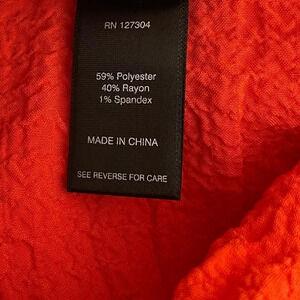 RN 127304
59% Polyester
40% Rayon
1% Spandex
MADE IN CHINA
SEE REVERSE FOR CARE